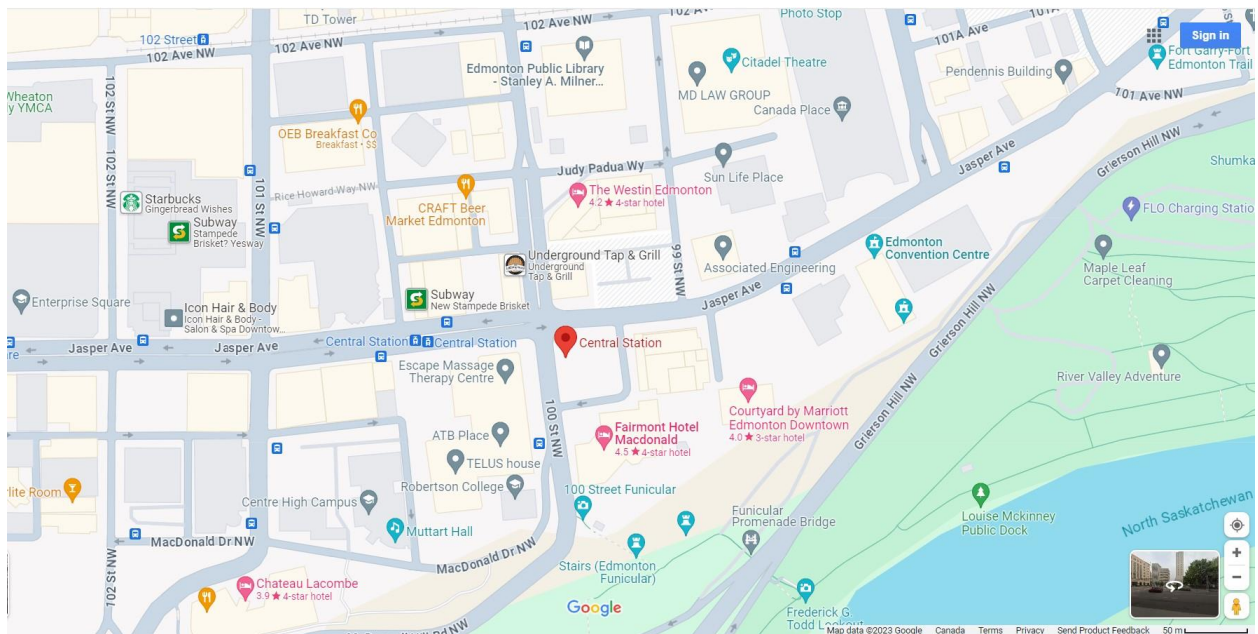 TD Tower
102 Ave NW
102 Ave NW
102 Ave NW
102 Street
102 Ave NW
Photo Stop
101A Ave NW
Sign in
Fort Garry-Fort
Edmonton Trail
Edmonton Public Library
- Stanley A. Milner...
Citadel Theatre
MD LAW GROUP
Canada Place
Pendennis Building
101 Ave NW
Wheaton
y YMCA
102 St NW
102 St NW
OEB Breakfast Co
Breakfast • $$
Judy Padua Wy
Sun Life Place
Jasper Ave
Grierson Hill NW
Shumka
Rice Howard Way NW
101 St NW
CRAFT Beer
Market Edmonton
The Westin Edmonton
4.2 ★ 4-star hotel
Starbucks
Gingerbread Wishes
Subway
Stampede
Brisket? Yesway
FLO Charging Statio
Edmonton
Convention Centre
Maple Leaf
Carpet Cleaning
Underground Tap & Grill
Underground
Tap & Grill
99 St NW
Associated Engineering
Enterprise Square
Icon Hair & Body
Icon Hair & Body -
Salon & Spa Downtow...
Subway
New Stampede Brisket
Jasper Ave
Grierson Hill NW
Jasper Ave
Jasper Ave
Central Station
Central Station
Central Station
Escape Massage
Therapy Centre
River Valley Adventure
100 St NW
Courtyard by Marriott
Edmonton Downtown
4.0 ★ 3-star hotel
Grierson Hill NW
Fairmont Hotel
Macdonald
4.5 ★ 4-star hotel
ATB Place
TELUS house
Robertson College
Centre High Campus
rlite Room
100 Street Funicular
Funicular
Promenade Bridge
Louise Mckinney
Public Dock
North Saskatchewan
Muttart Hall
MacDonald Dr NW
MacDonald Dr NW
Stairs (Edmonton
Funicular)
102 St NW
Chateau Lacombe
3.9 ★ 4-star hotel
Google
Frederick G.
Todd Lookout
Map data ©2023 Google Canada Terms Privacy Send Product Feedback 50 m